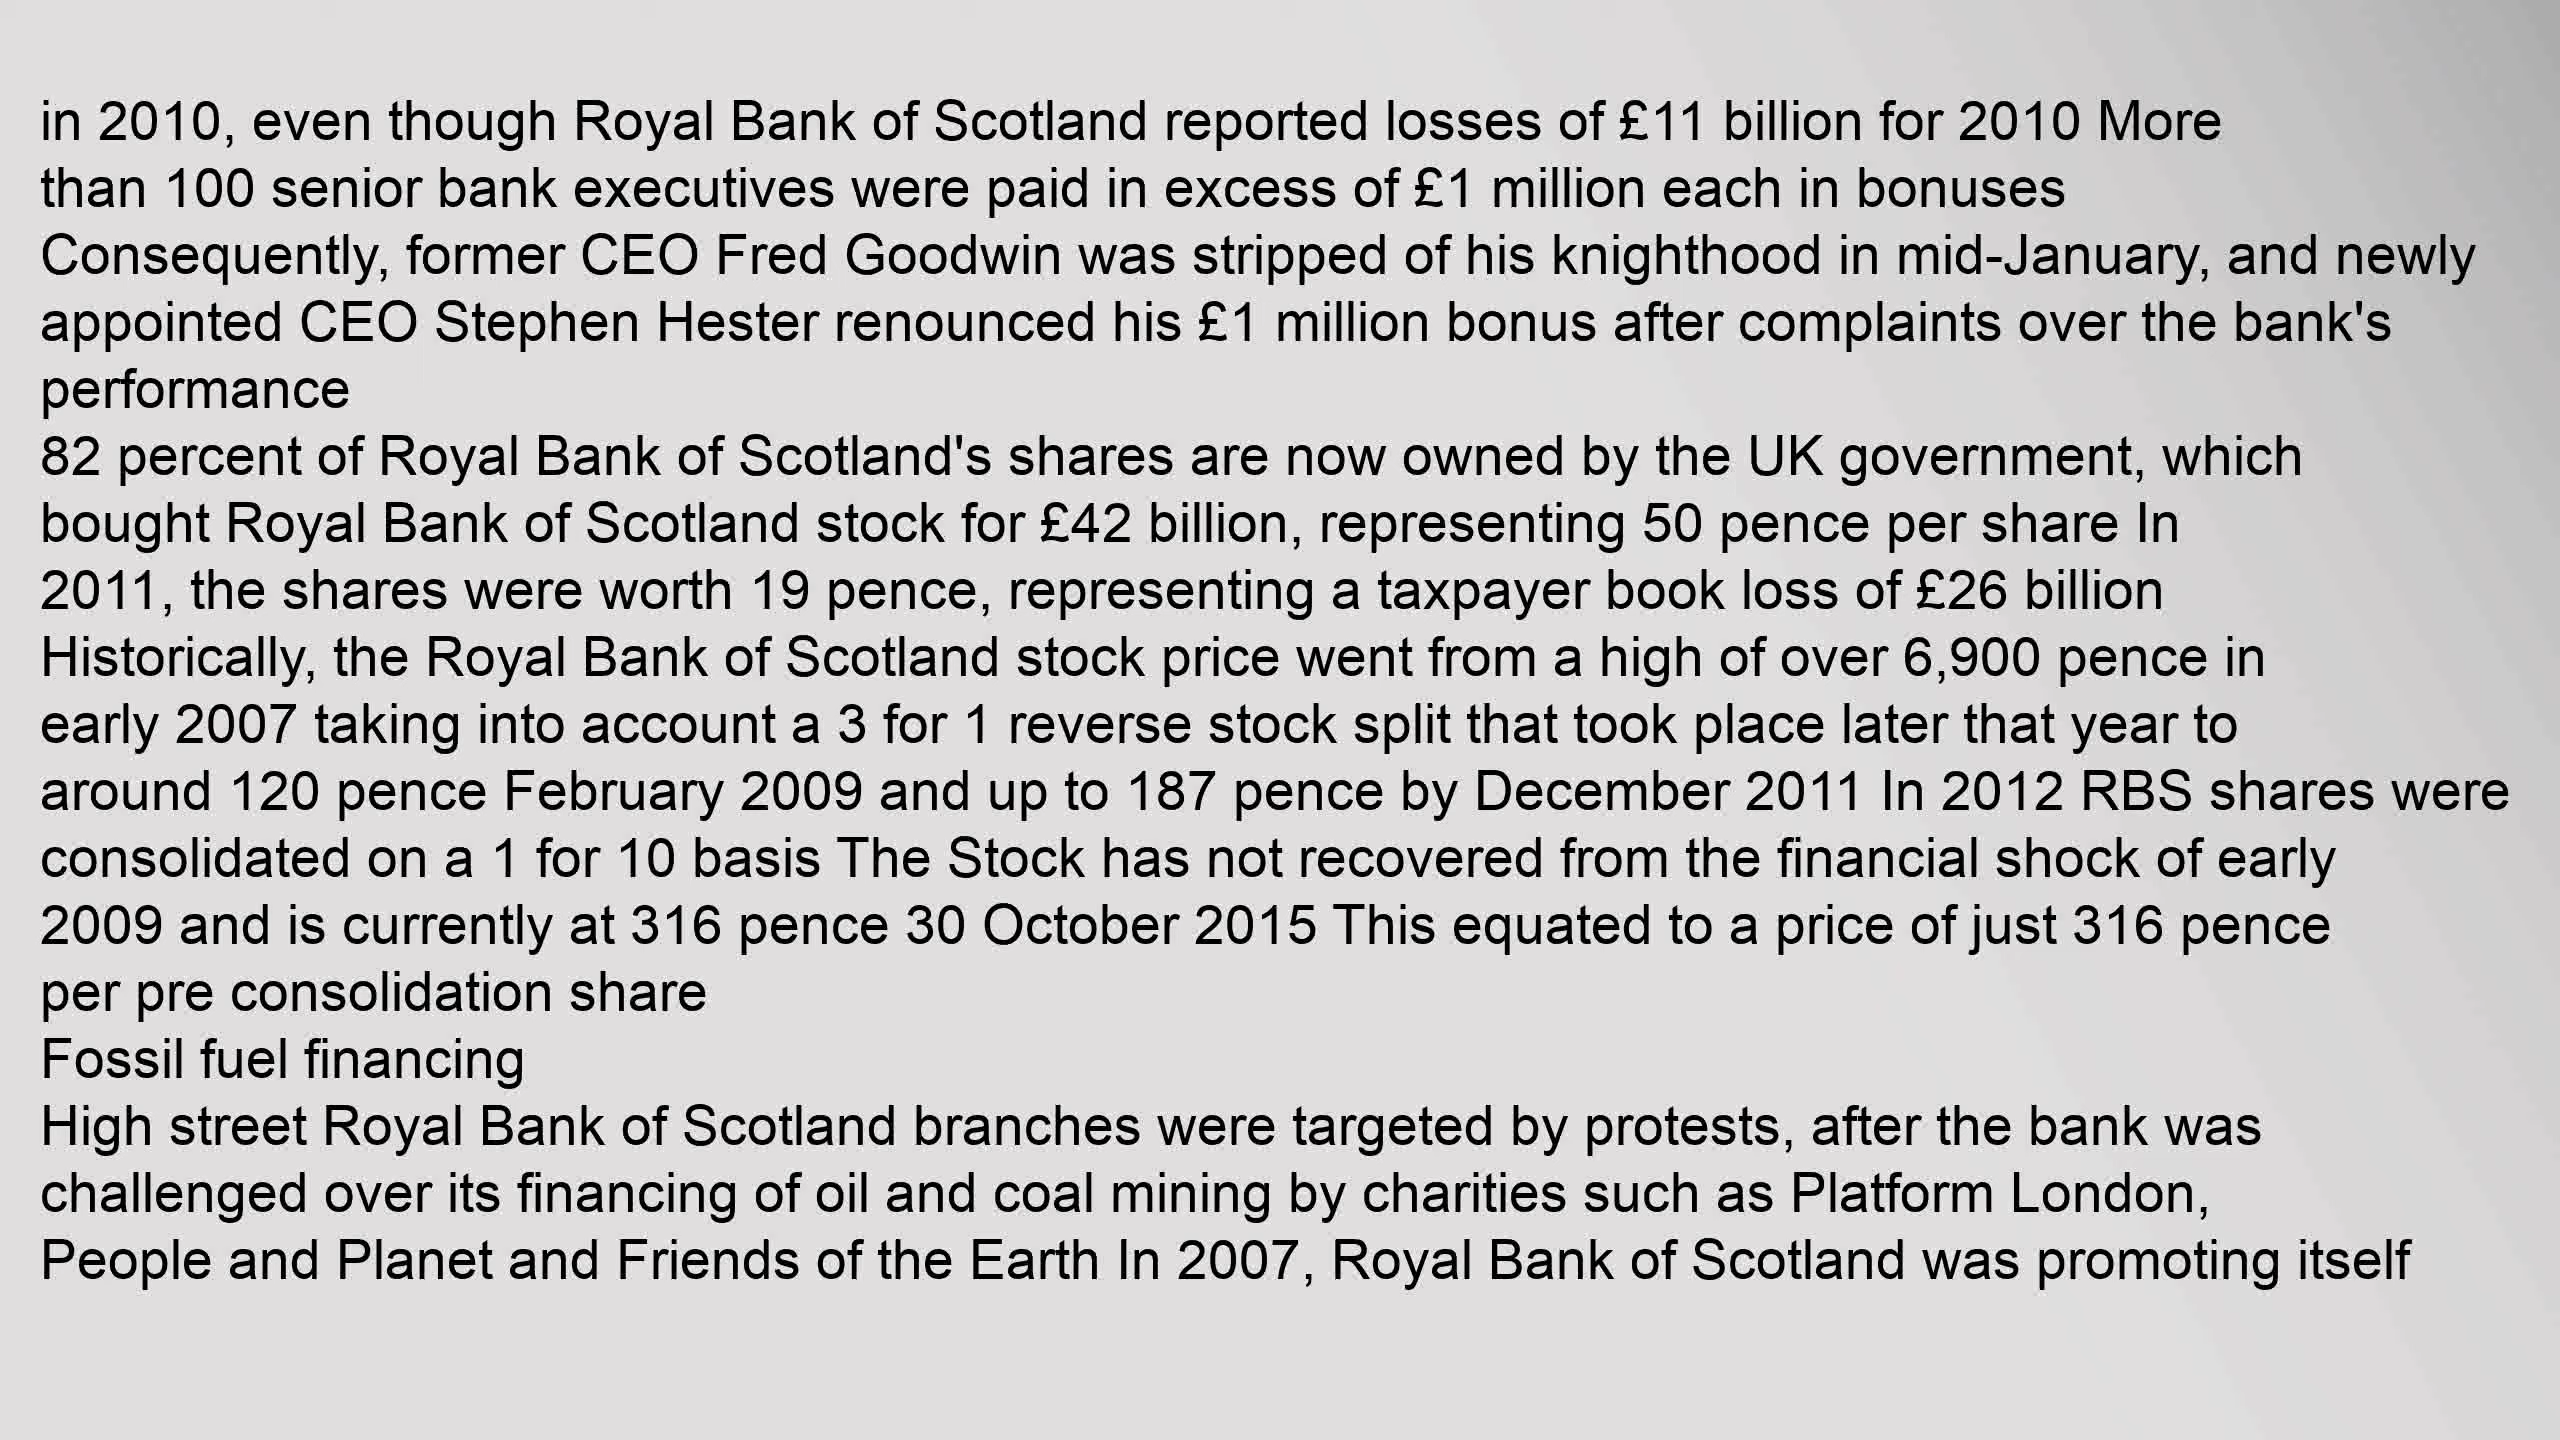 in 2010, even though Royal Bank of Scotland reported losses of £11 billion for 2010 More
than 100 senior bank executives were paid in excess of £1 million each in bonuses
Consequently, former CEO Fred Goodwin was stripped of his knighthood in mid-January, and newly
appointed CEO Stephen Hester renounced his £1 million bonus after complaints over the bank's
performance
82 percent of Royal Bank of Scotland's shares are now owned by the UK government, which
bought Royal Bank of Scotland stock for £42 billion, representing 50 pence per share In
2011, the shares were worth 19 pence, representing a taxpayer book loss of £26 billion
Historically, the Royal Bank of Scotland stock price went from a high of over 6,900 pence in
early 2007 taking into account a 3 for 1 reverse stock split that took place later that year to
around 120 pence February 2009 and up to 187 pence by December 2011 In 2012 RBS shares were
consolidated on a 1 for 10 basis The Stock has not recovered from the financial shock of early
2009 and is currently at 316 pence 30 October 2015 This equated to a price of just 316 pence
per pre consolidation share
Fossil fuel financing
High street Royal Bank of Scotland branches were targeted by protests, after the bank was
challenged over its financing of oil and coal mining by charities such as Platform London,
People and Planet and Friends of the Earth In 2007, Royal Bank of Scotland was promoting itself